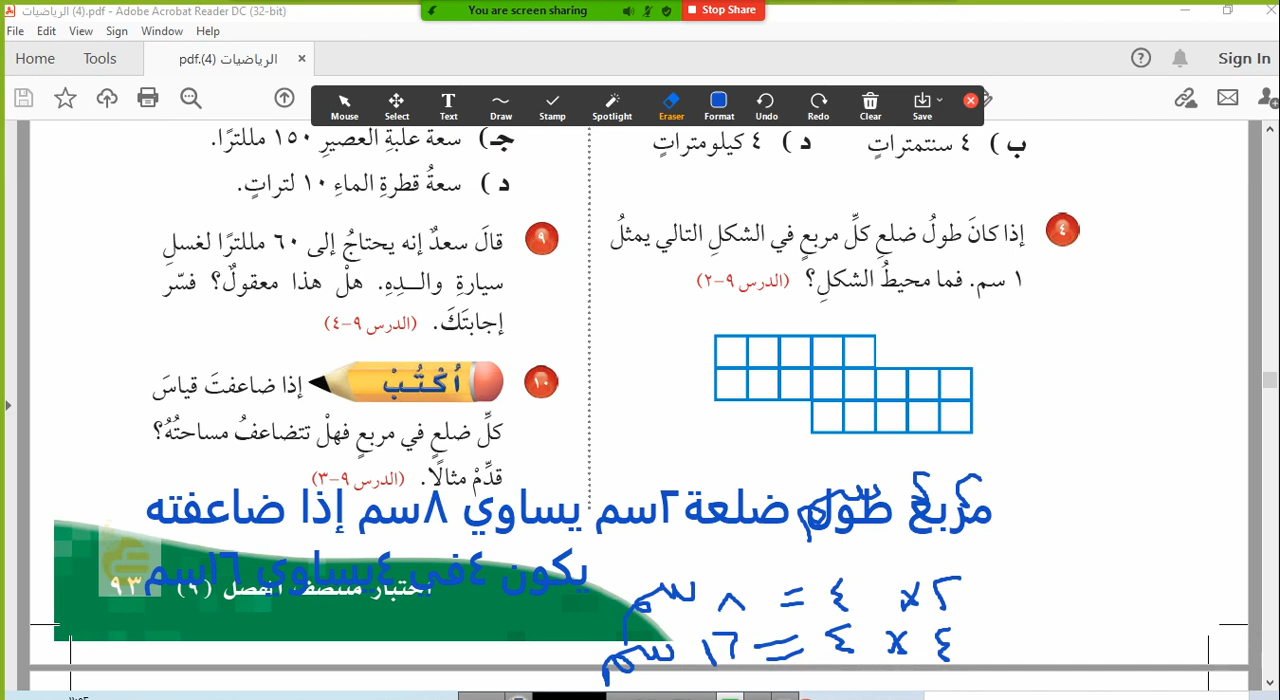 الرياضيات (4).pdf - Adobe Acrobat Reader DC (32-bit)
You are screen sharing
Stop Share
File Edit View Window Sign Help
Home Tools
الرياضيات (4).pdf ×
Sign In
Mouse Select Text Draw Stamp Spotlight Eraser Format Undo Redo Clear Save
ب ) ٤ سنتمتراتٍ د ) ٤ كيلومتراتٍ
٤ إذا كانَ طولُ ضلعِ كلِّ مربعٍ في الشكلِ التالي يمثلُ
١ سم. فما محيطُ الشكلِ؟ (الدرس ٩-٢)
جـ) سعة علبةِ العصيرِ ١٥٠ مللترًا.
د ) سعةُ قطرةِ الماءِ ١٠ لتراتٍ.
٩ قالَ سعدٌ إنه يحتاجُ إلى ٦٠ مللترًا لغسلِ
سيارةِ والـــدِهِ. هلْ هذا معقولٌ؟ فسّر
إجابتَكَ. (الدرس ٩-٤)
١٠ اُكْتُبْ إذا ضاعفتَ قياسَ
كلِّ ضلعٍ في مربعٍ فهلْ تتضاعفُ مساحتُهُ؟
قدِّمْ مثالًا. (الدرس ٩-٣)
مربع طول ضلعة٢سم يساوي ٨سم إذا ضاعفته
يكون ٤في ٤يساوي ١٦سم
٢ × ٤ = ٨ سم
٤ × ٤ = ١٦ سم
اختبار منتصف الفصل (٩) ٩٣